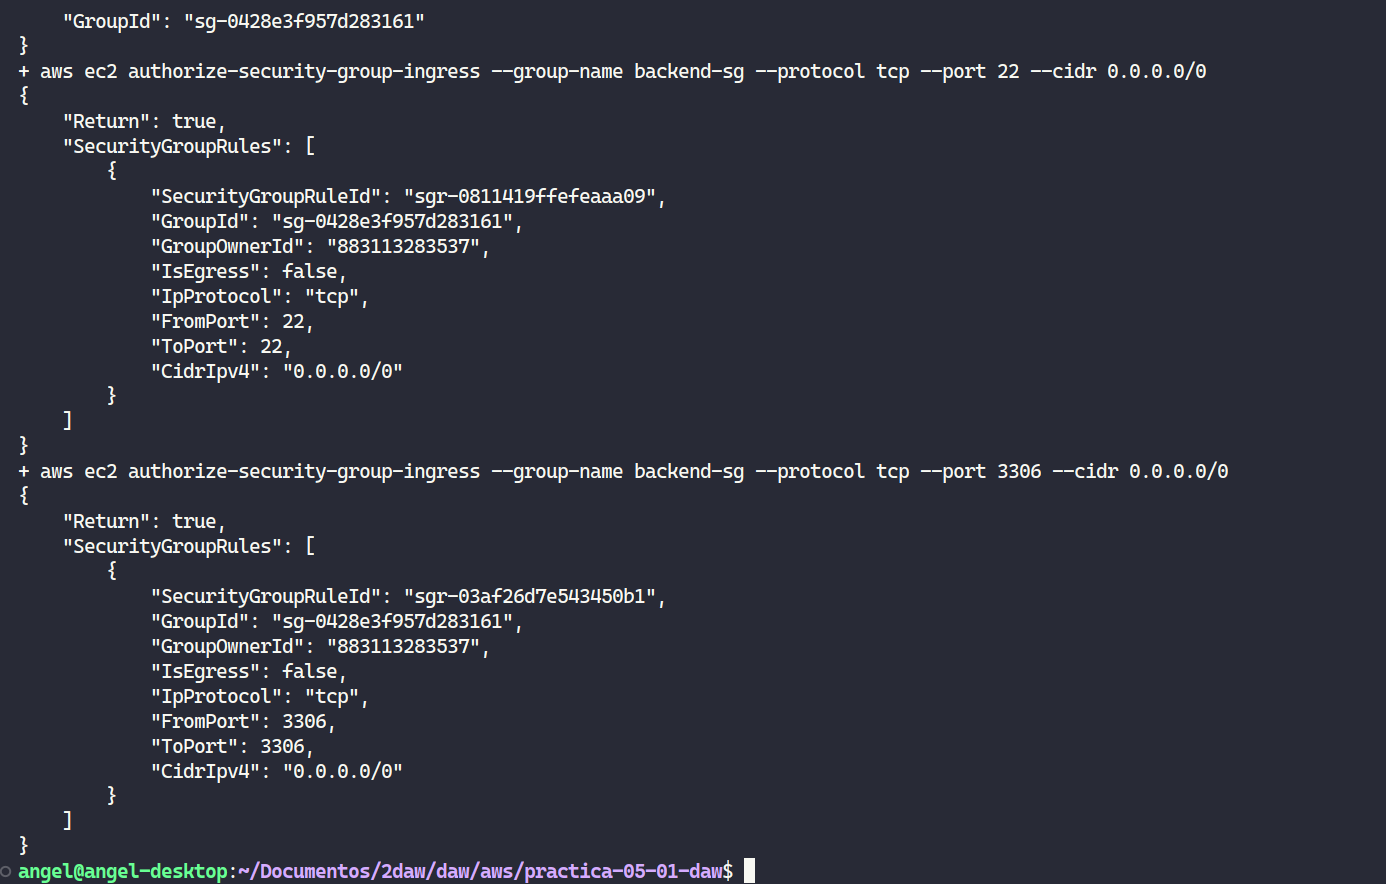 "GroupId": "sg-0428e3f957d283161"
}
+ aws ec2 authorize-security-group-ingress --group-name backend-sg --protocol tcp --port 22 --cidr 0.0.0.0/0
{
    "Return": true,
    "SecurityGroupRules": [
        {
            "SecurityGroupRuleId": "sgr-0811419ffefeaaa09",
            "GroupId": "sg-0428e3f957d283161",
            "GroupOwnerId": "883113283537",
            "IsEgress": false,
            "IpProtocol": "tcp",
            "FromPort": 22,
            "ToPort": 22,
            "CidrIpv4": "0.0.0.0/0"
        }
    ]
}
+ aws ec2 authorize-security-group-ingress --group-name backend-sg --protocol tcp --port 3306 --cidr 0.0.0.0/0
{
    "Return": true,
    "SecurityGroupRules": [
        {
            "SecurityGroupRuleId": "sgr-03af26d7e543450b1",
            "GroupId": "sg-0428e3f957d283161",
            "GroupOwnerId": "883113283537",
            "IsEgress": false,
            "IpProtocol": "tcp",
            "FromPort": 3306,
            "ToPort": 3306,
            "CidrIpv4": "0.0.0.0/0"
        }
    ]
}
angel@angel-desktop:~/Documentos/2daw/daw/aws/practica-05-01-daw$